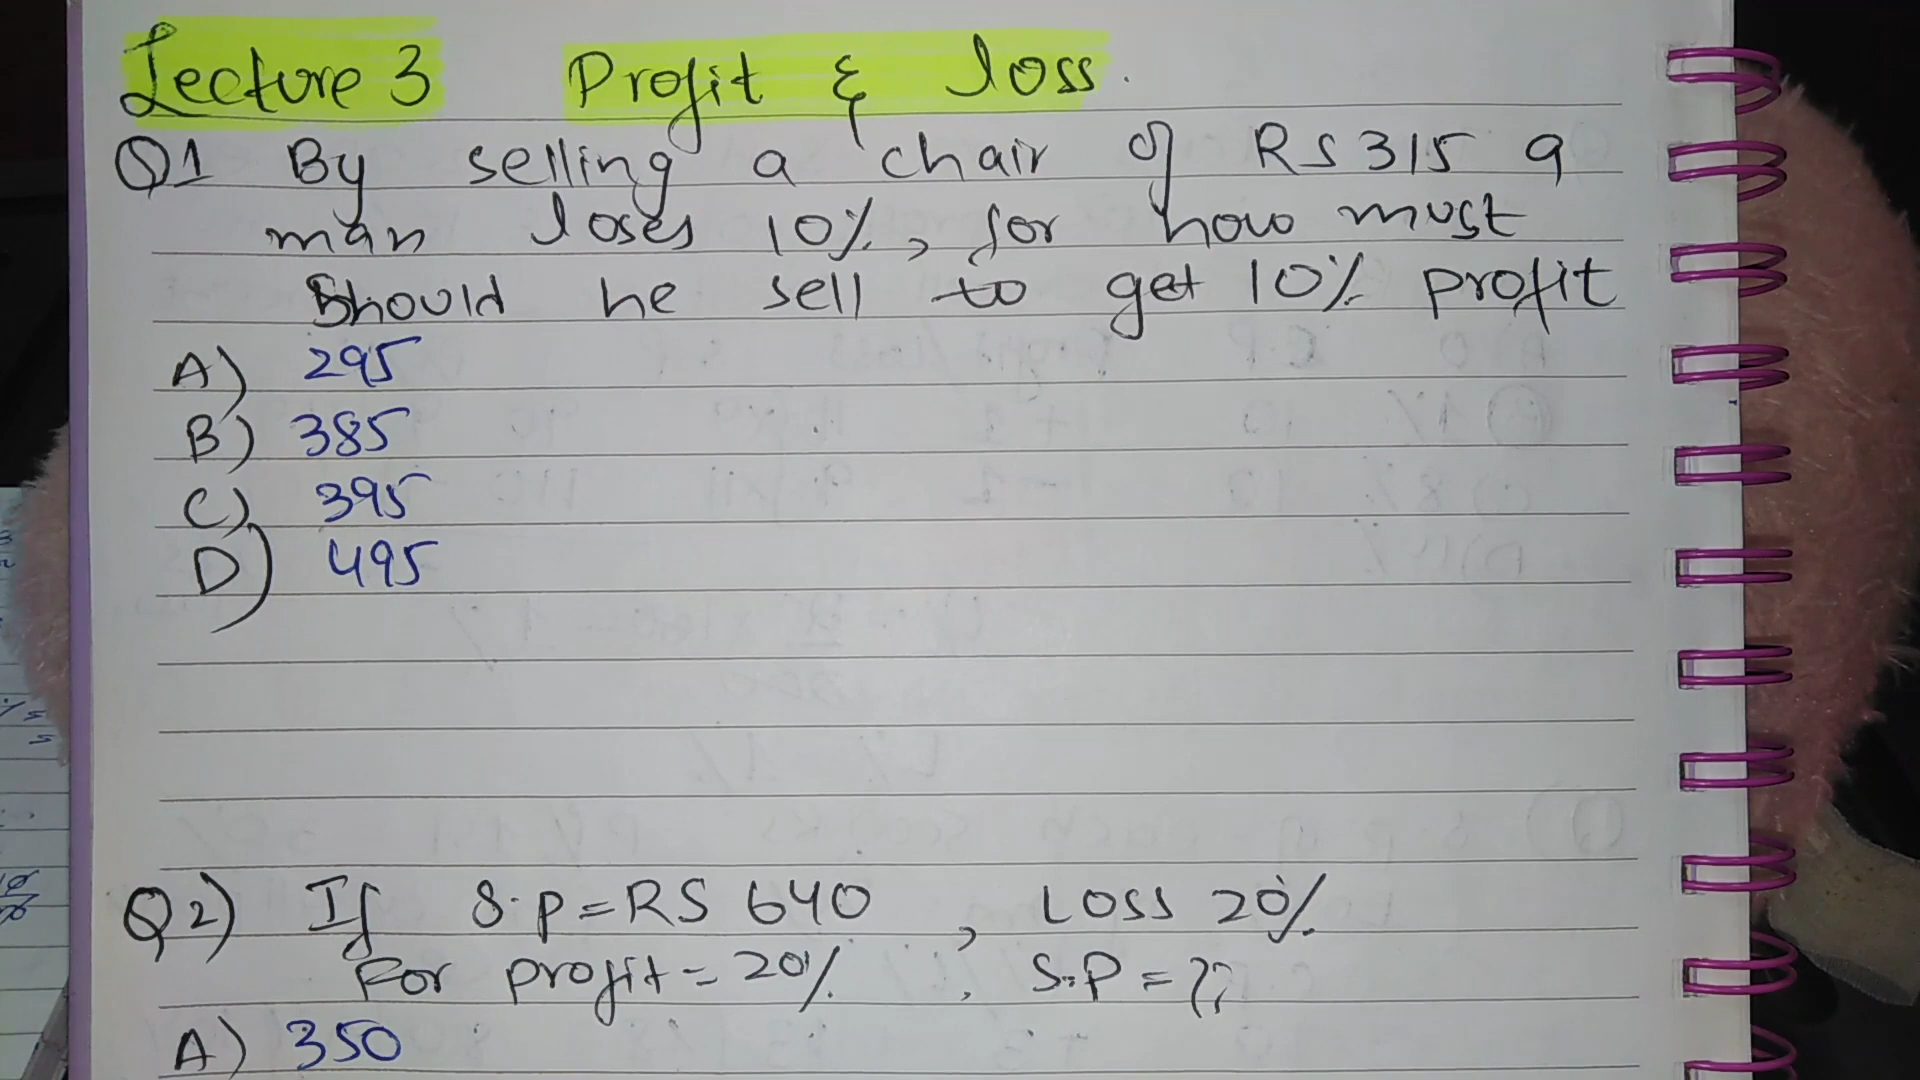 Lecture 3 Profit & loss.
Q1 By selling a chair of RS 315 a
man loses 10%, for how must
Should he sell to get 10% profit
A) 295
B) 385
C) 395
D) 495
Q2) If S.P = RS 640, LOSS 20%.
For profit = 20%, S.P = ??
A) 350